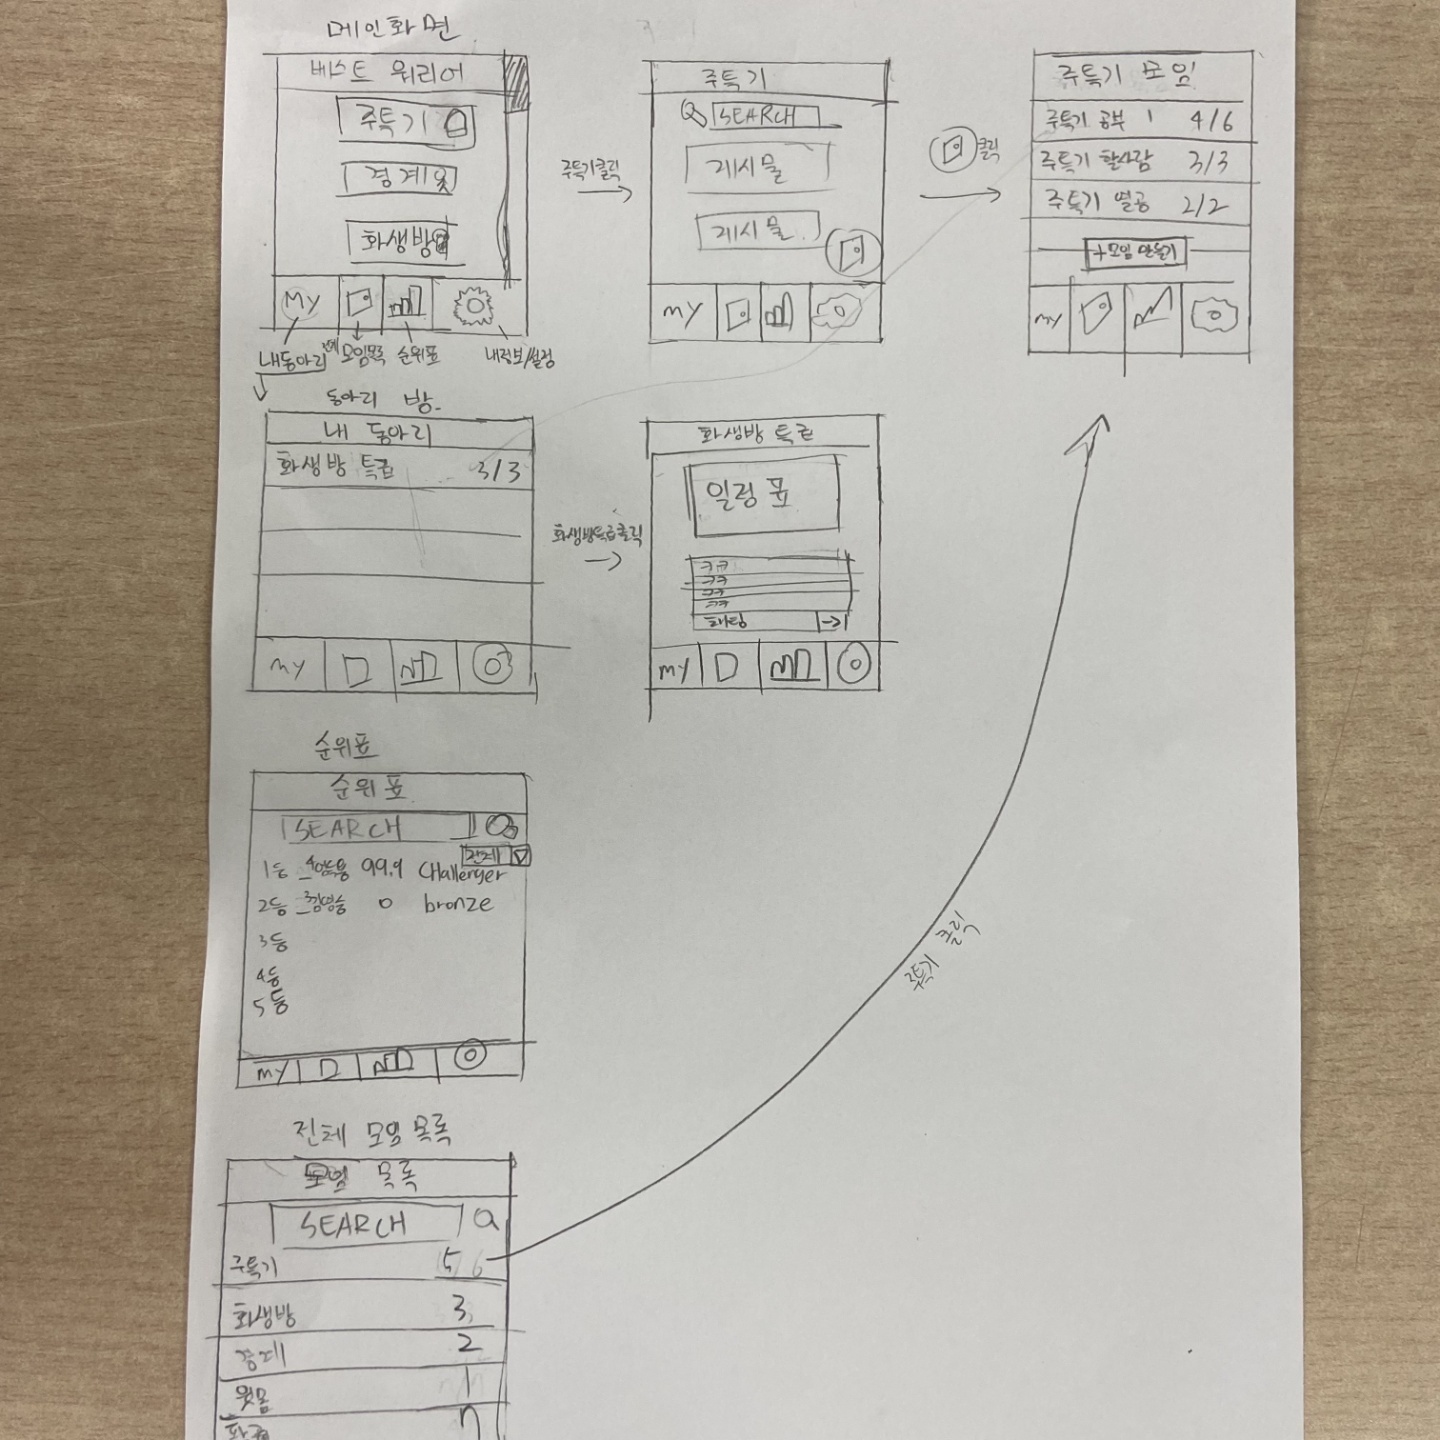 메인화면
베스트 워리어
주특기
경계
화생방
MY
내동아리
모임목록
순위표
내정보/설정
주특기클릭
주특기
SEARCH
게시물
게시물
MY
클릭
주특기 모임
주특기 공부 1 4/6
주특기 할사람 3/3
주특기 열공 2/2
+모임 만들기
MY
동아리 방
내 동아리
화생방 특급 3/3
MY
화생방특급클릭
화생방 특급
일정 표
ㅋㅋ
ㅋㅋ
ㅋㅋ
ㅋㅋ
채팅
MY
순위표
순위 표
SEARCH
전체
1등 99.9 CHallenger
2등 0 bronze
3등
4등
5등
MY
주특기 클릭
전체 모임 목록
모임 목록
SEARCH
주특기 5
화생방 3
경계 2
윗몸 1
n